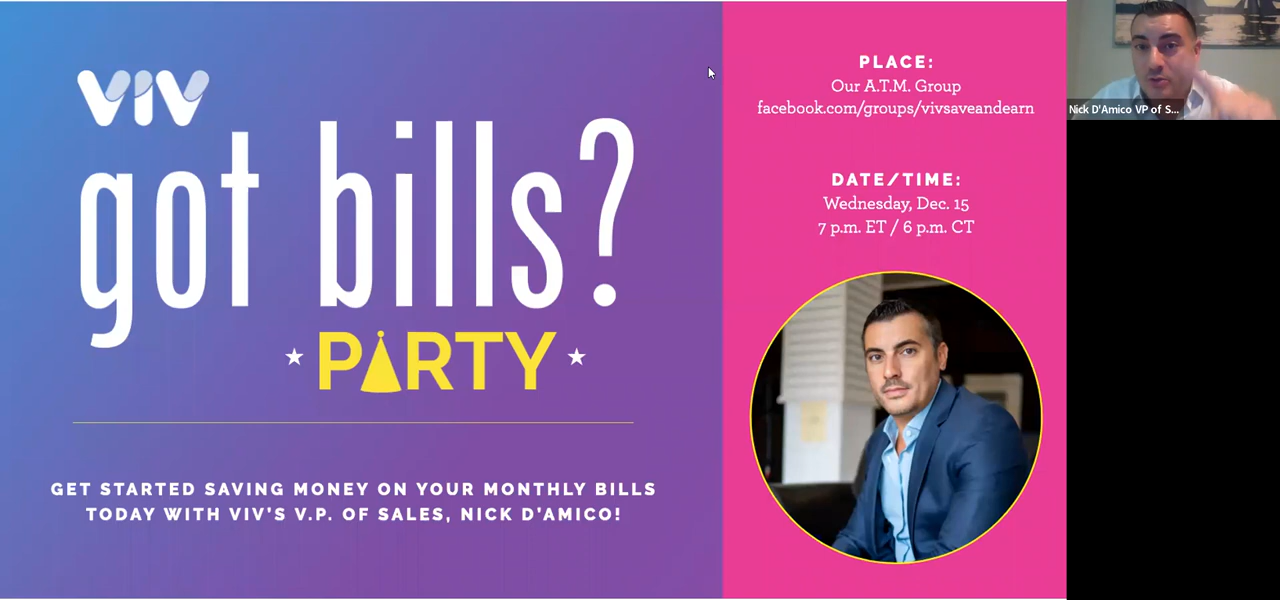 VIV
got bills?
PARTY
GET STARTED SAVING MONEY ON YOUR MONTHLY BILLS
TODAY WITH VIV'S V.P. OF SALES, NICK D'AMICO!
PLACE:
Our A.T.M. Group
facebook.com/groups/vivsaveandearn
DATE/TIME:
Wednesday, Dec. 15
7 p.m. ET / 6 p.m. CT
Nick D'Amico VP of S...